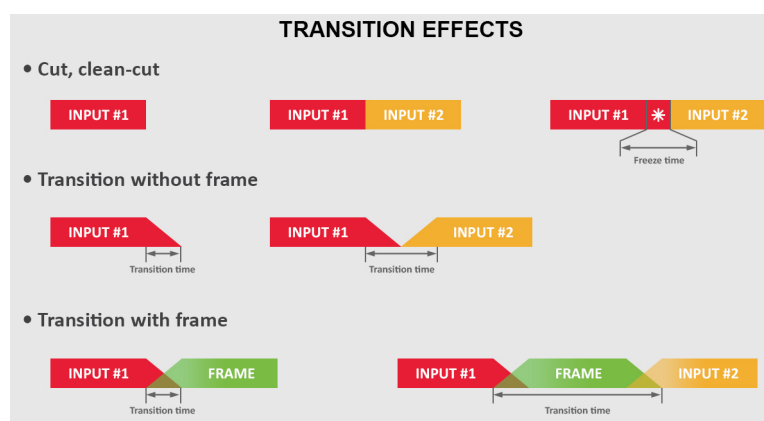 TRANSITION EFFECTS
• Cut, clean-cut
INPUT #1
INPUT #1 INPUT #2
INPUT #1 * INPUT #2
Freeze time
• Transition without frame
INPUT #1
Transition time
INPUT #1 INPUT #2
Transition time
• Transition with frame
INPUT #1 FRAME
Transition time
INPUT #1 FRAME INPUT #2
Transition time